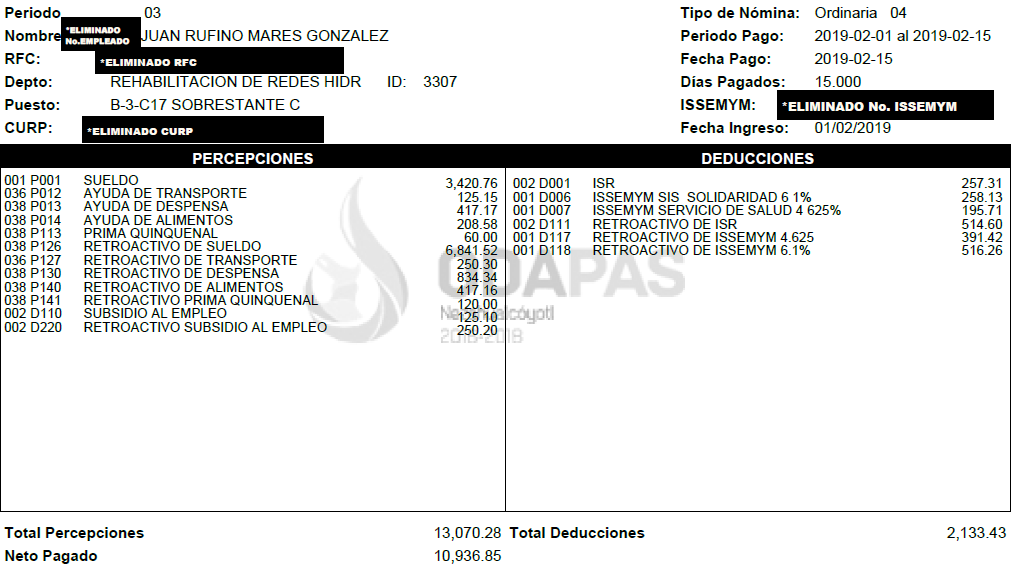 Periodo 03 Tipo de Nómina: Ordinaria 04
Nombre *ELIMINADO No.EMPLEADO JUAN RUFINO MARES GONZALEZ Periodo Pago: 2019-02-01 al 2019-02-15
RFC: *ELIMINADO RFC Fecha Pago: 2019-02-15
Depto: REHABILITACION DE REDES HIDR ID: 3307 Días Pagados: 15.000
Puesto: B-3-C17 SOBRESTANTE C ISSEMYM: *ELIMINADO No. ISSEMYM
CURP: *ELIMINADO CURP Fecha Ingreso: 01/02/2019
PERCEPCIONES DEDUCCIONES
001 P001 SUELDO 3,420.76 002 D001 ISR 257.31
036 P012 AYUDA DE TRANSPORTE 125.15 001 D006 ISSEMYM SIS SOLIDARIDAD 6 1% 258.13
038 P013 AYUDA DE DESPENSA 417.17 001 D007 ISSEMYM SERVICIO DE SALUD 4 625% 195.71
038 P014 AYUDA DE ALIMENTOS 208.58 002 D111 RETROACTIVO DE ISR 514.60
038 P113 PRIMA QUINQUENAL 60.00 001 D117 RETROACTIVO DE ISSEMYM 4.625 391.42
038 P126 RETROACTIVO DE SUELDO 6,841.52 001 D118 RETROACTIVO DE ISSEMYM 6.1% 516.26
036 P127 RETROACTIVO DE TRANSPORTE 250.30
038 P130 RETROACTIVO DE DESPENSA 834.34
038 P140 RETROACTIVO DE ALIMENTOS 417.16
038 P141 RETROACTIVO PRIMA QUINQUENAL 120.00
002 D110 SUBSIDIO AL EMPLEO 125.10
002 D220 RETROACTIVO SUBSIDIO AL EMPLEO 250.20
ODAPAS
Nezahualcóyotl
2016-2018
Total Percepciones 13,070.28 Total Deducciones 2,133.43
Neto Pagado 10,936.85